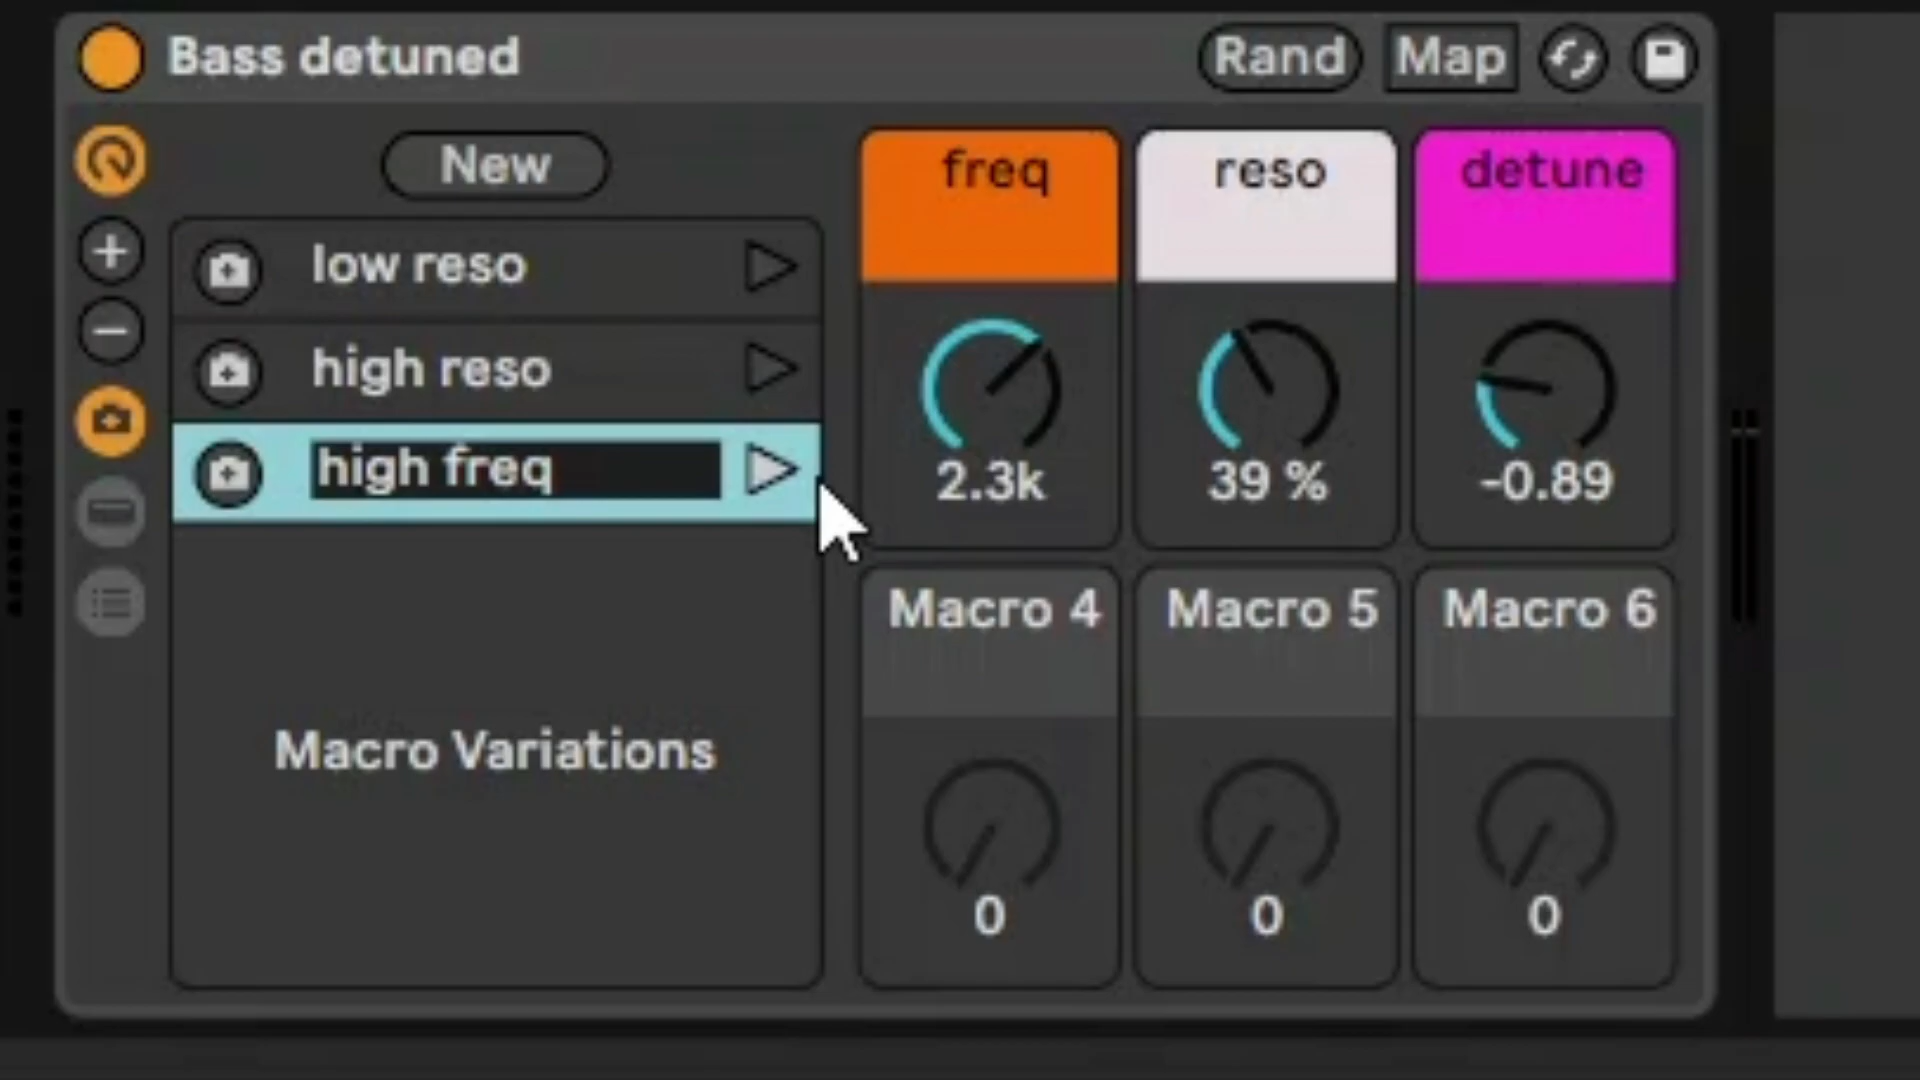 Bass detuned
Rand Map
New
low reso
high reso
high freq
Macro Variations
freq reso detune
2.3k 39 % -0.89
Macro 4 Macro 5 Macro 6
0 0 0